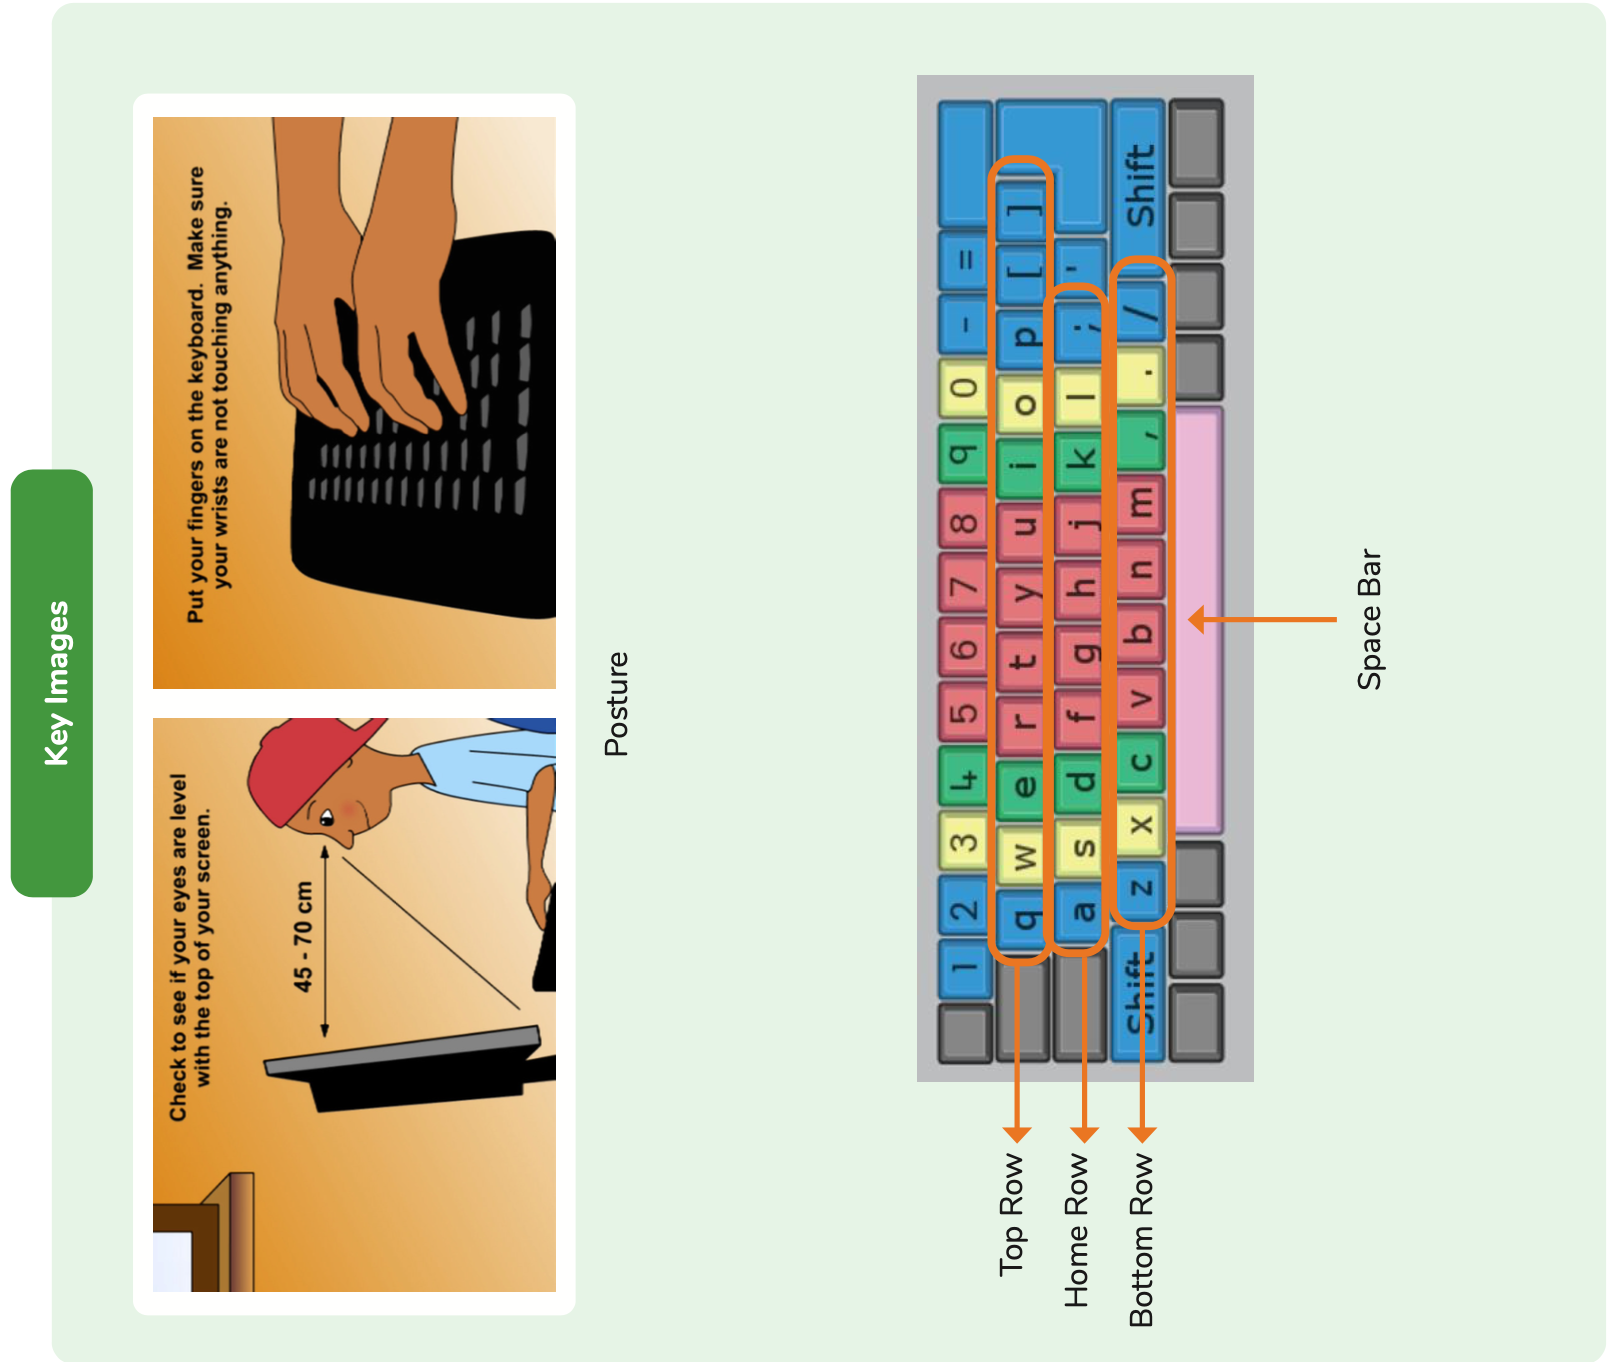 Key Images
Check to see if your eyes are level
with the top of your screen.
45 - 70 cm
Put your fingers on the keyboard. Make sure
your wrists are not touching anything.
Posture
1 2 3 4 5 6 7 8 9 0 - =
Top Row q w e r t y u i o p [ ]
Home Row a s d f g h j k l ; '
Bottom Row Shift z x c v b n m , . / Shift
Space Bar